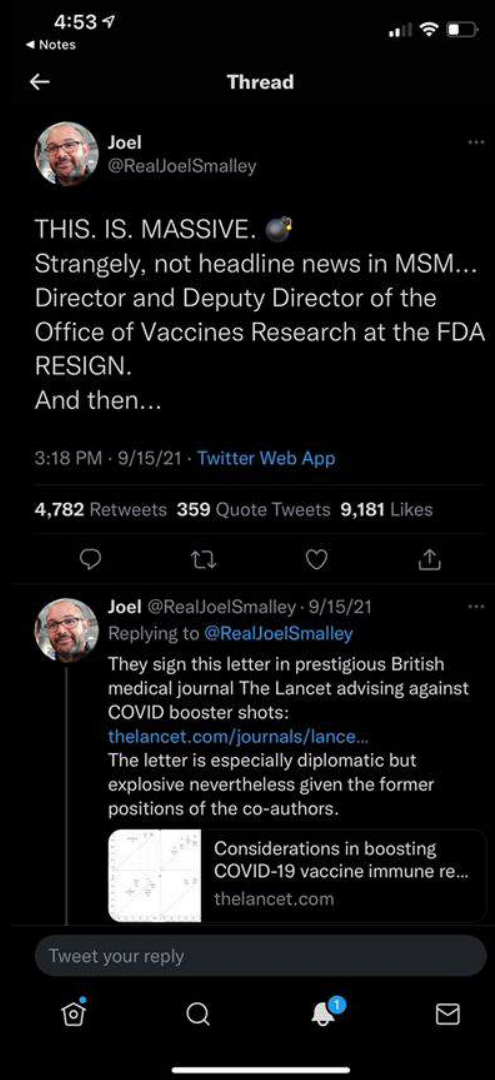 4:53
Notes
Thread
Joel
@RealJoelSmalley
THIS. IS. MASSIVE. 💣
Strangely, not headline news in MSM...
Director and Deputy Director of the
Office of Vaccines Research at the FDA
RESIGN.
And then...
3:18 PM · 9/15/21 · Twitter Web App
4,782 Retweets 359 Quote Tweets 9,181 Likes
Joel @RealJoelSmalley · 9/15/21
Replying to @RealJoelSmalley
They sign this letter in prestigious British
medical journal The Lancet advising against
COVID booster shots:
thelancet.com/journals/lance...
The letter is especially diplomatic but
explosive nevertheless given the former
positions of the co-authors.
Considerations in boosting
COVID-19 vaccine immune re...
thelancet.com
Tweet your reply
1